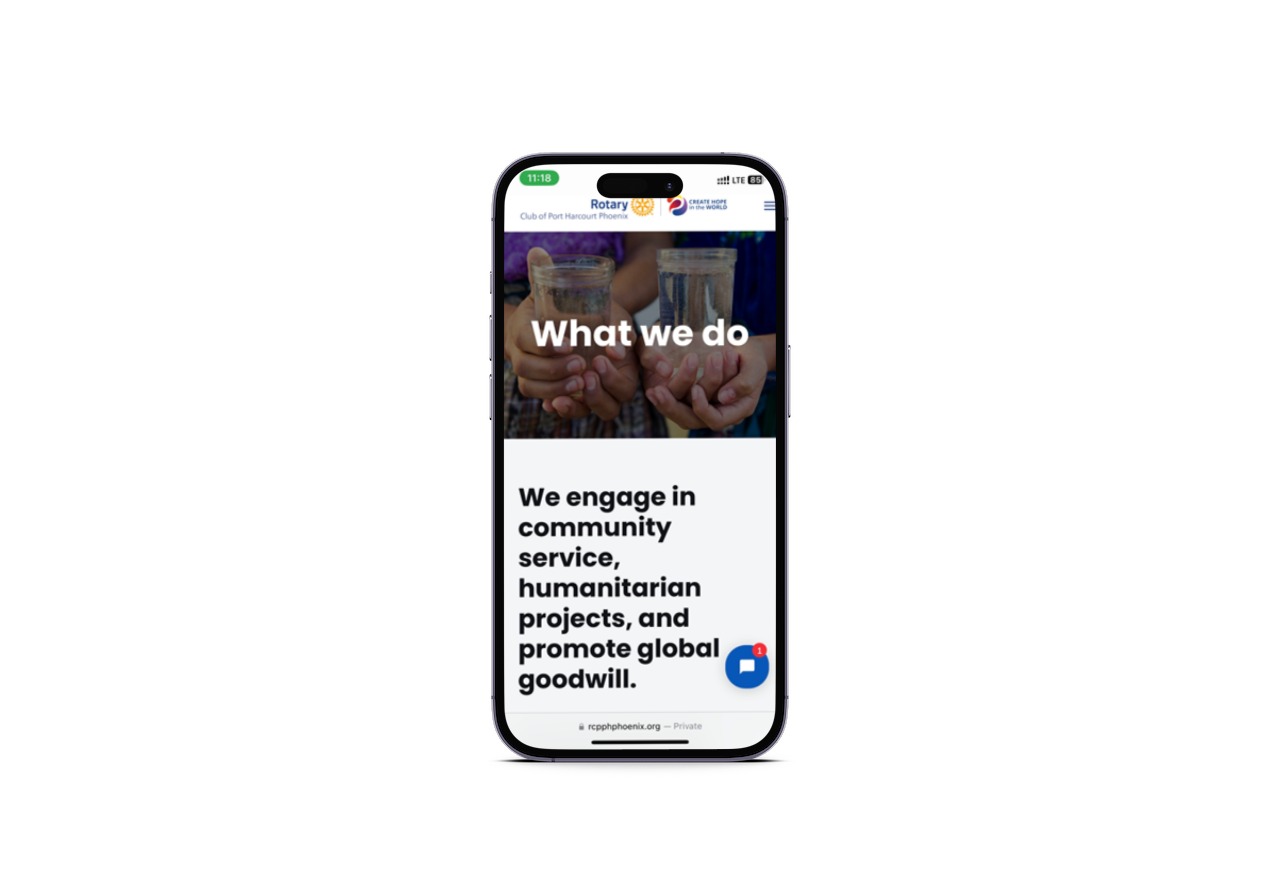 11:18
LTE 85
Rotary
Club of Port Harcourt Phoenix
CREATE HOPE
in the WORLD
What we do
We engage in
community
service,
humanitarian
projects, and
promote global
goodwill.
1
rcpphphoenix.org — Private